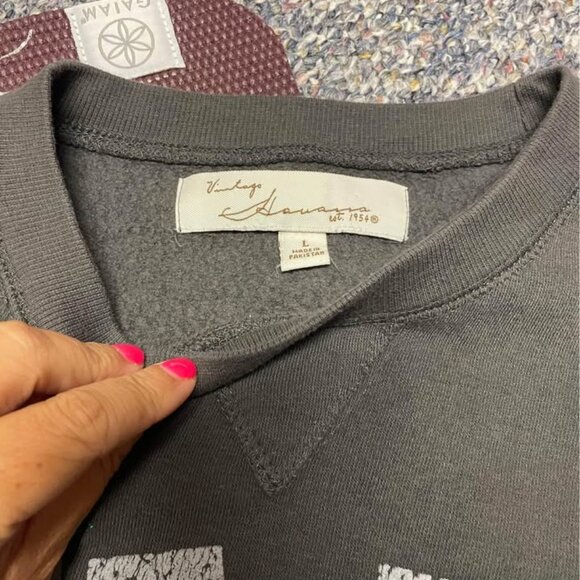 GAIAM
Vintage
Havana
est. 1954®
L
MADE IN
PAKISTAN